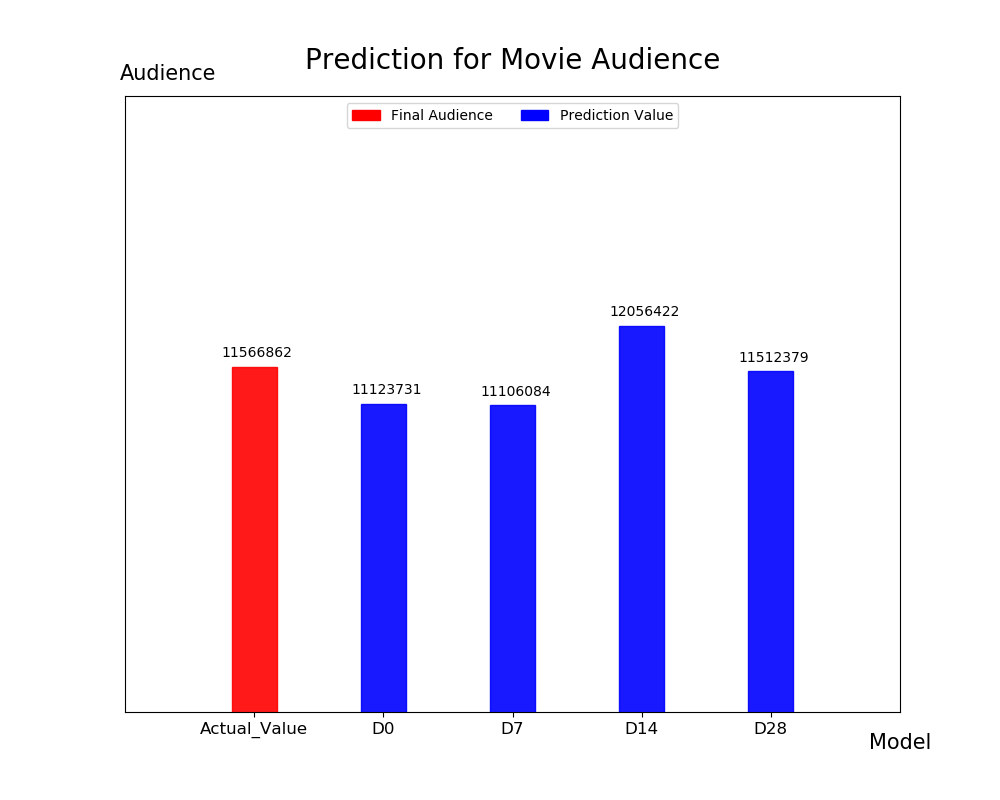 Prediction for Movie Audience
Audience
Final Audience
Prediction Value
12056422
11566862
11512379
11123731
11106084
Actual_Value
D0
D7
D14
D28
Model